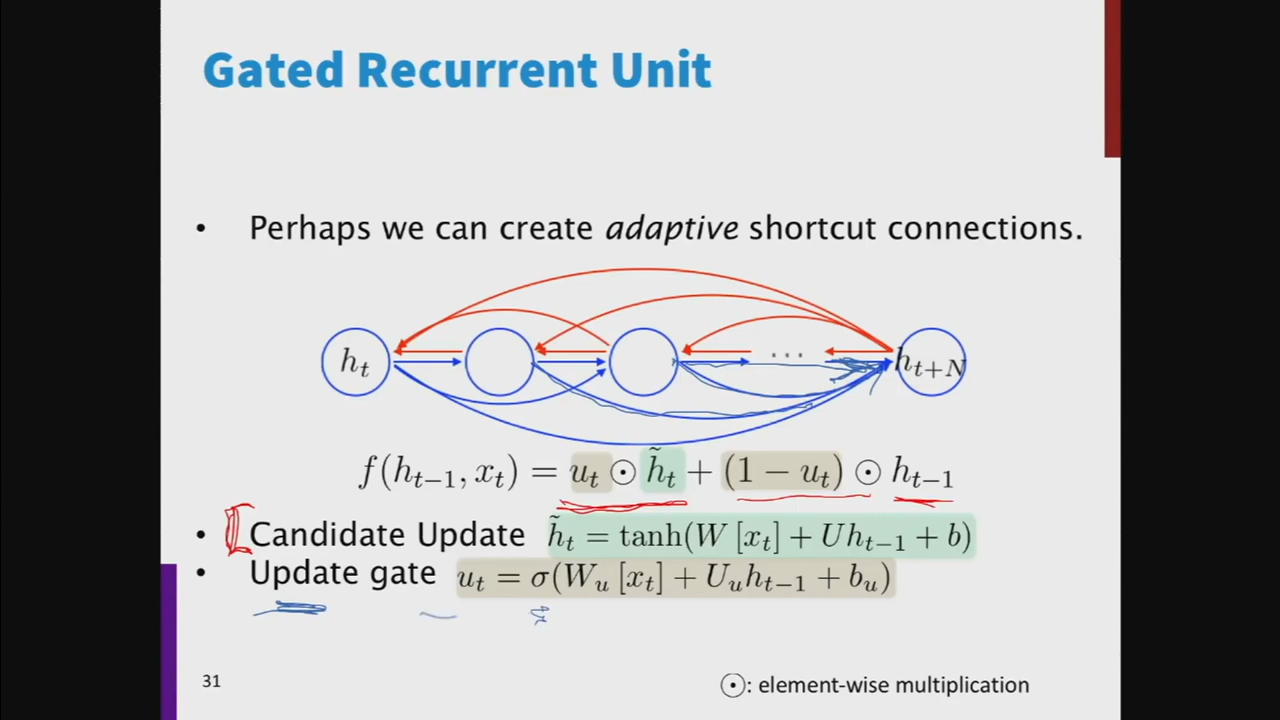 Gated Recurrent Unit
• Perhaps we can create adaptive shortcut connections.
h_t ··· h_{t+N}
f(h_{t−1}, x_t) = u_t ⊙ h̃_t + (1 − u_t) ⊙ h_{t−1}
• Candidate Update h̃_t = tanh(W [x_t] + Uh_{t−1} + b)
• Update gate u_t = σ(W_u [x_t] + U_u h_{t−1} + b_u)
31
⊙: element-wise multiplication